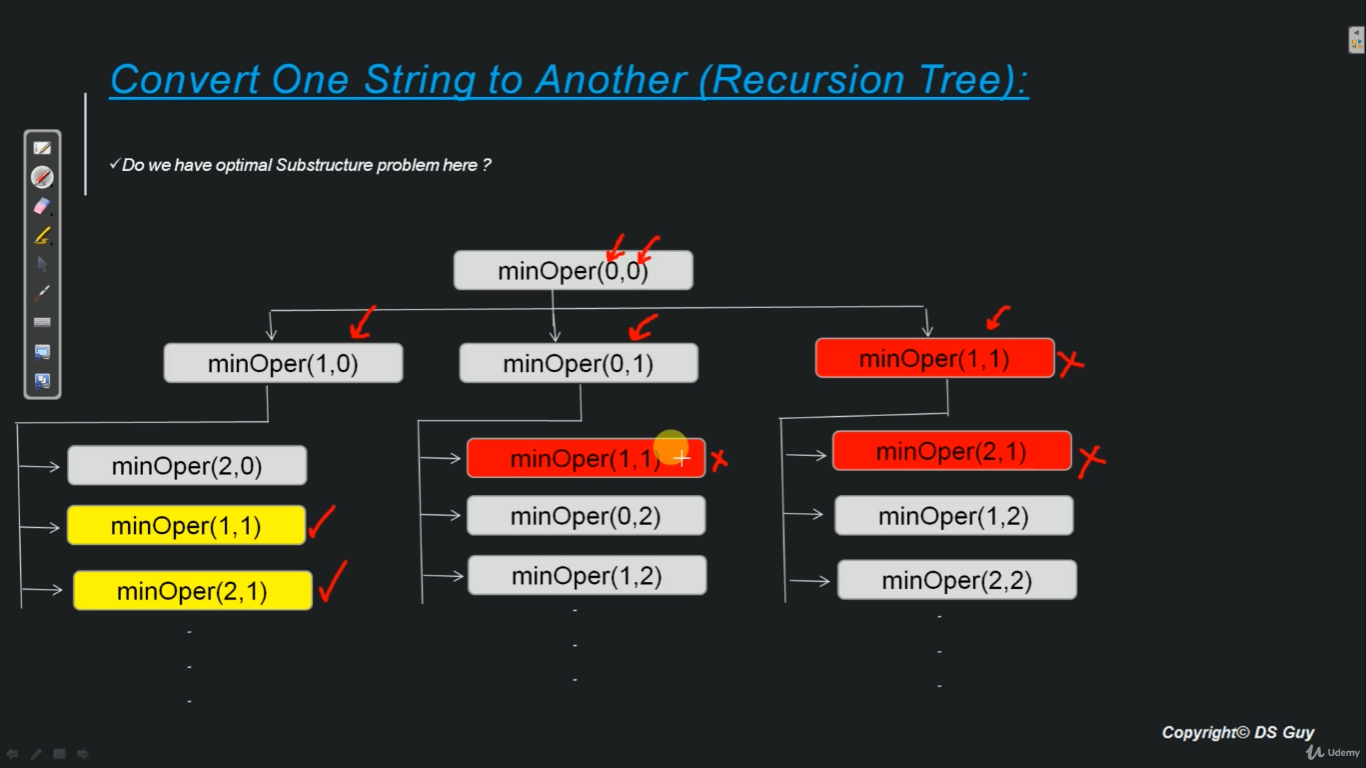 Convert One String to Another (Recursion Tree):
✓Do we have optimal Substructure problem here ?
minOper(0,0)
minOper(1,0)
minOper(0,1)
minOper(1,1)
minOper(2,0)
minOper(1,1)
minOper(2,1)
minOper(1,1)
minOper(0,2)
minOper(1,2)
minOper(2,1)
minOper(1,2)
minOper(2,2)
Copyright© DS Guy
Udemy